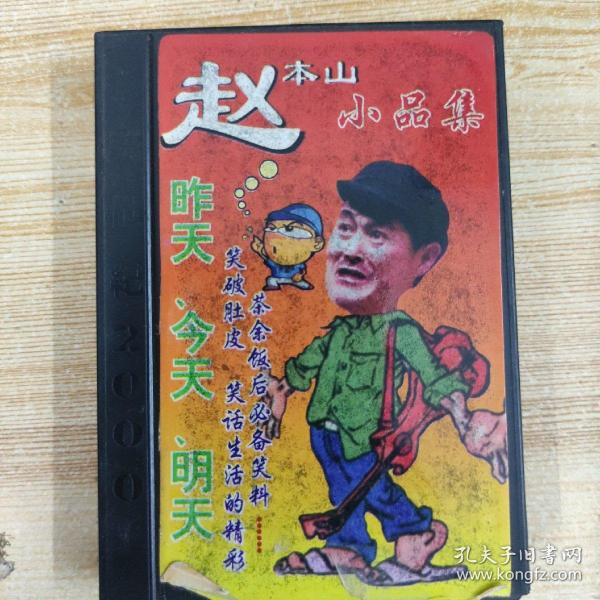 赵本山
小品集
昨天、今天、明天
茶余饭后必备笑料……
笑破肚皮 笑话生活的精彩
2000
孔夫子旧书网
www.kongfz.com